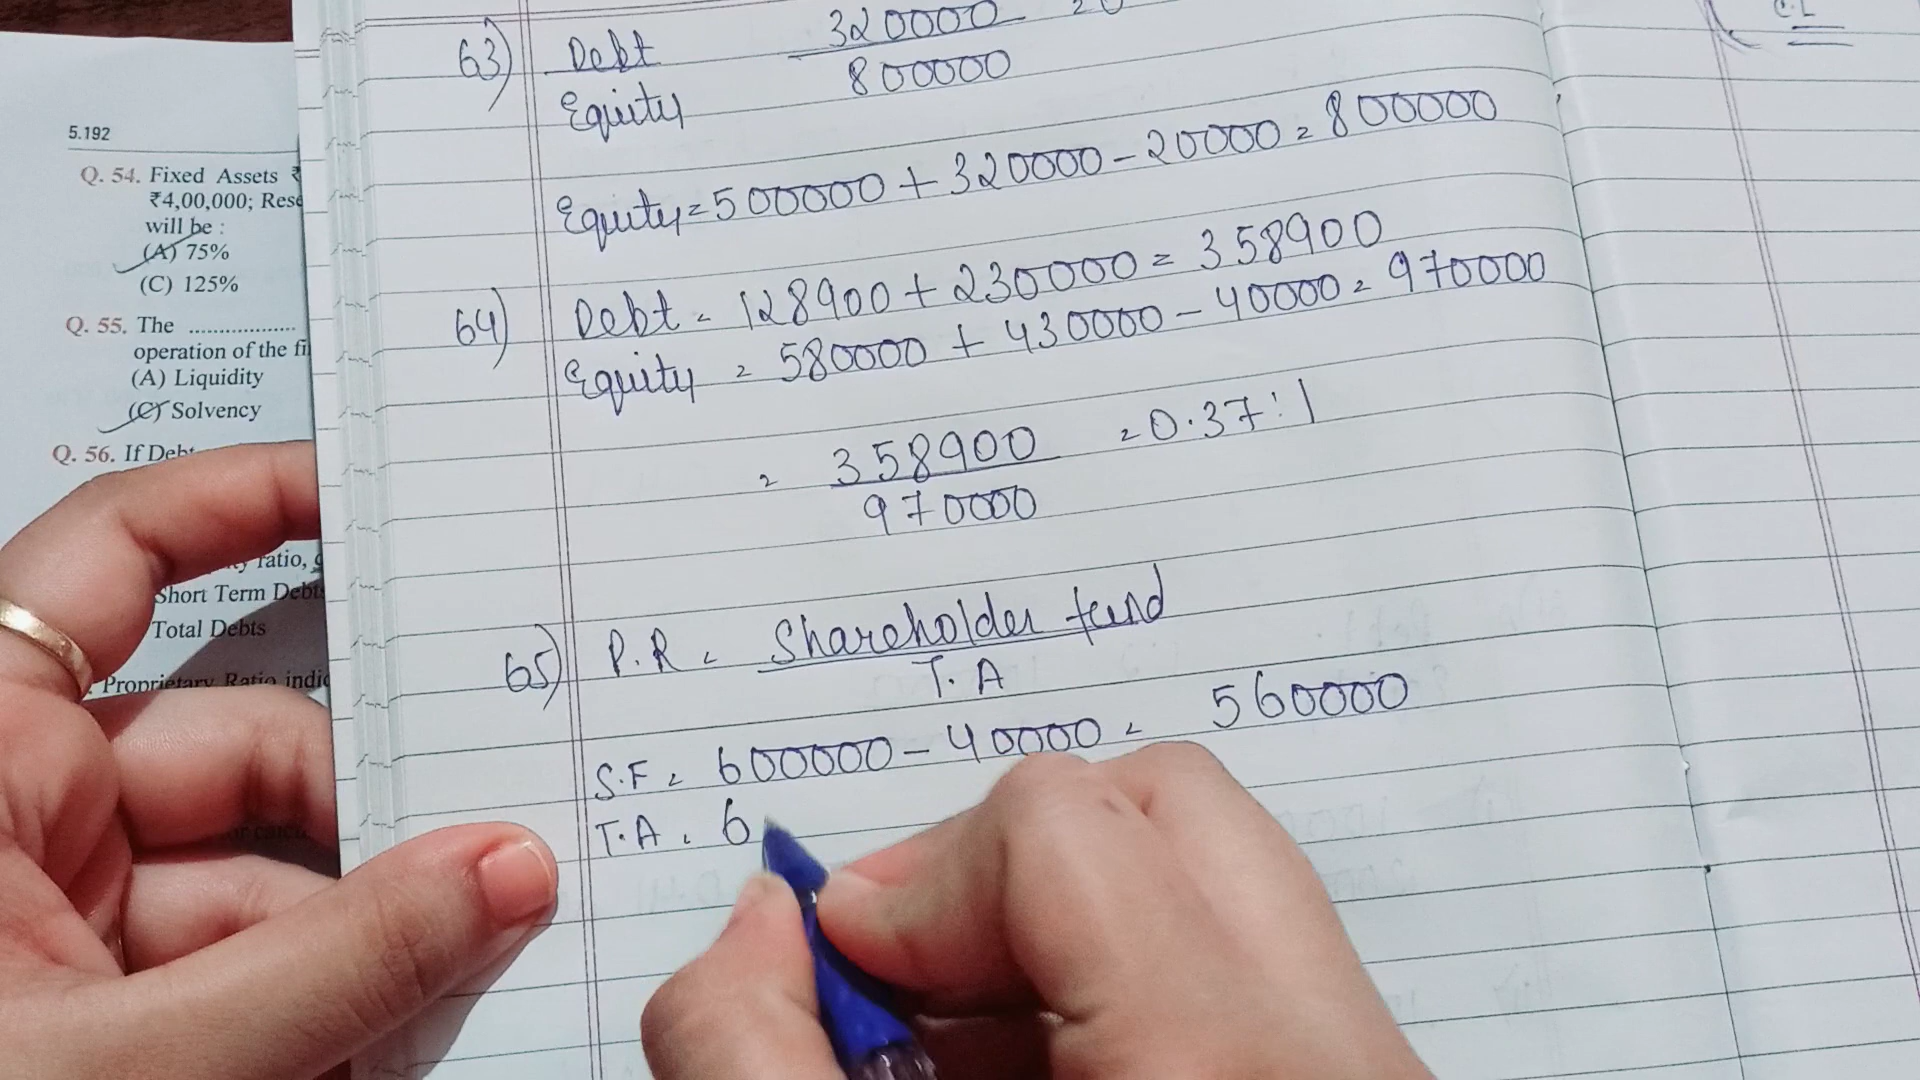 5.192
Q. 54. Fixed Assets ₹
₹4,00,000; Rese
will be :
(A) 75%
(C) 125%
Q. 55. The ..................
operation of the fi
(A) Liquidity
(C) Solvency
Q. 56. If Debt
ratio,
Short Term Debts
Total Debts
Proprietary Ratio indic
63) Debt 320000
Equity 800000
Equity = 500000 + 320000 - 20000 = 800000
64) Debt = 128900 + 230000 = 358900
Equity = 580000 + 430000 - 40000 = 970000
= 358900 = 0.37:1
970000
65) P.R = Shareholder fund
T.A
S.F = 600000 - 40000 = 560000
T.A = 6